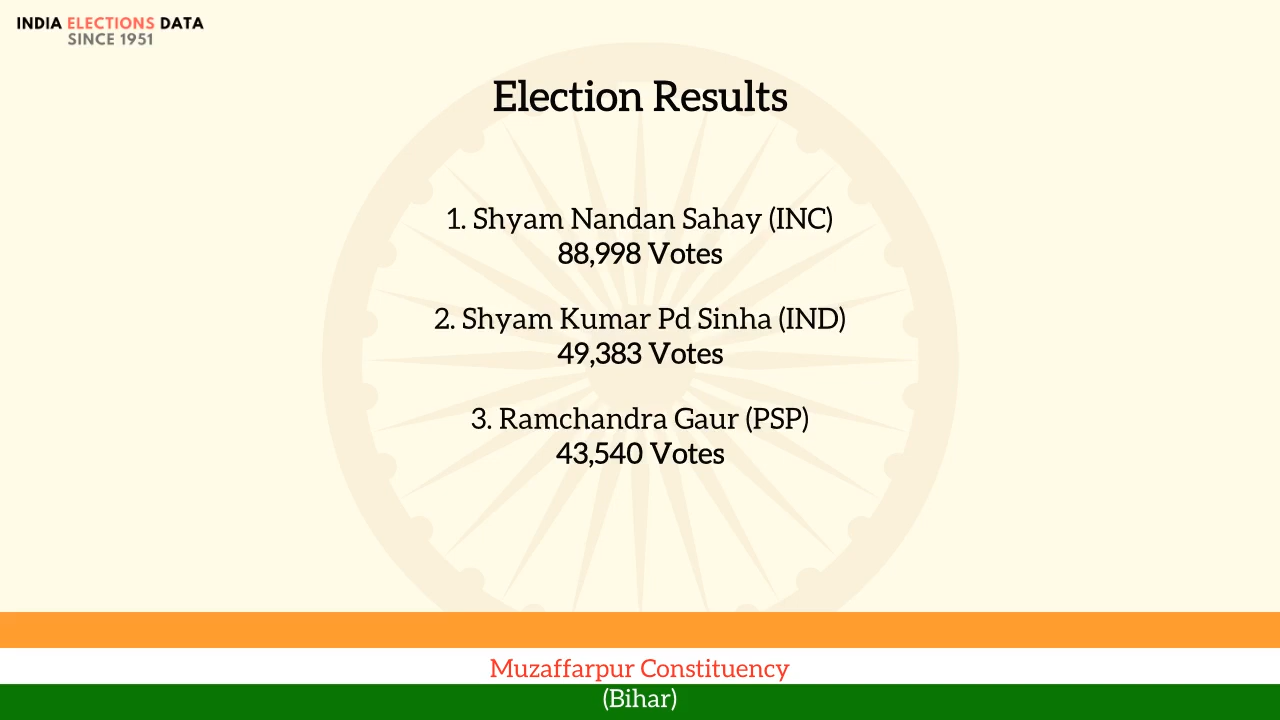 INDIA ELECTIONS DATA
SINCE 1951
Election Results
1. Shyam Nandan Sahay (INC)
88,998 Votes
2. Shyam Kumar Pd Sinha (IND)
49,383 Votes
3. Ramchandra Gaur (PSP)
43,540 Votes
Muzaffarpur Constituency
(Bihar)